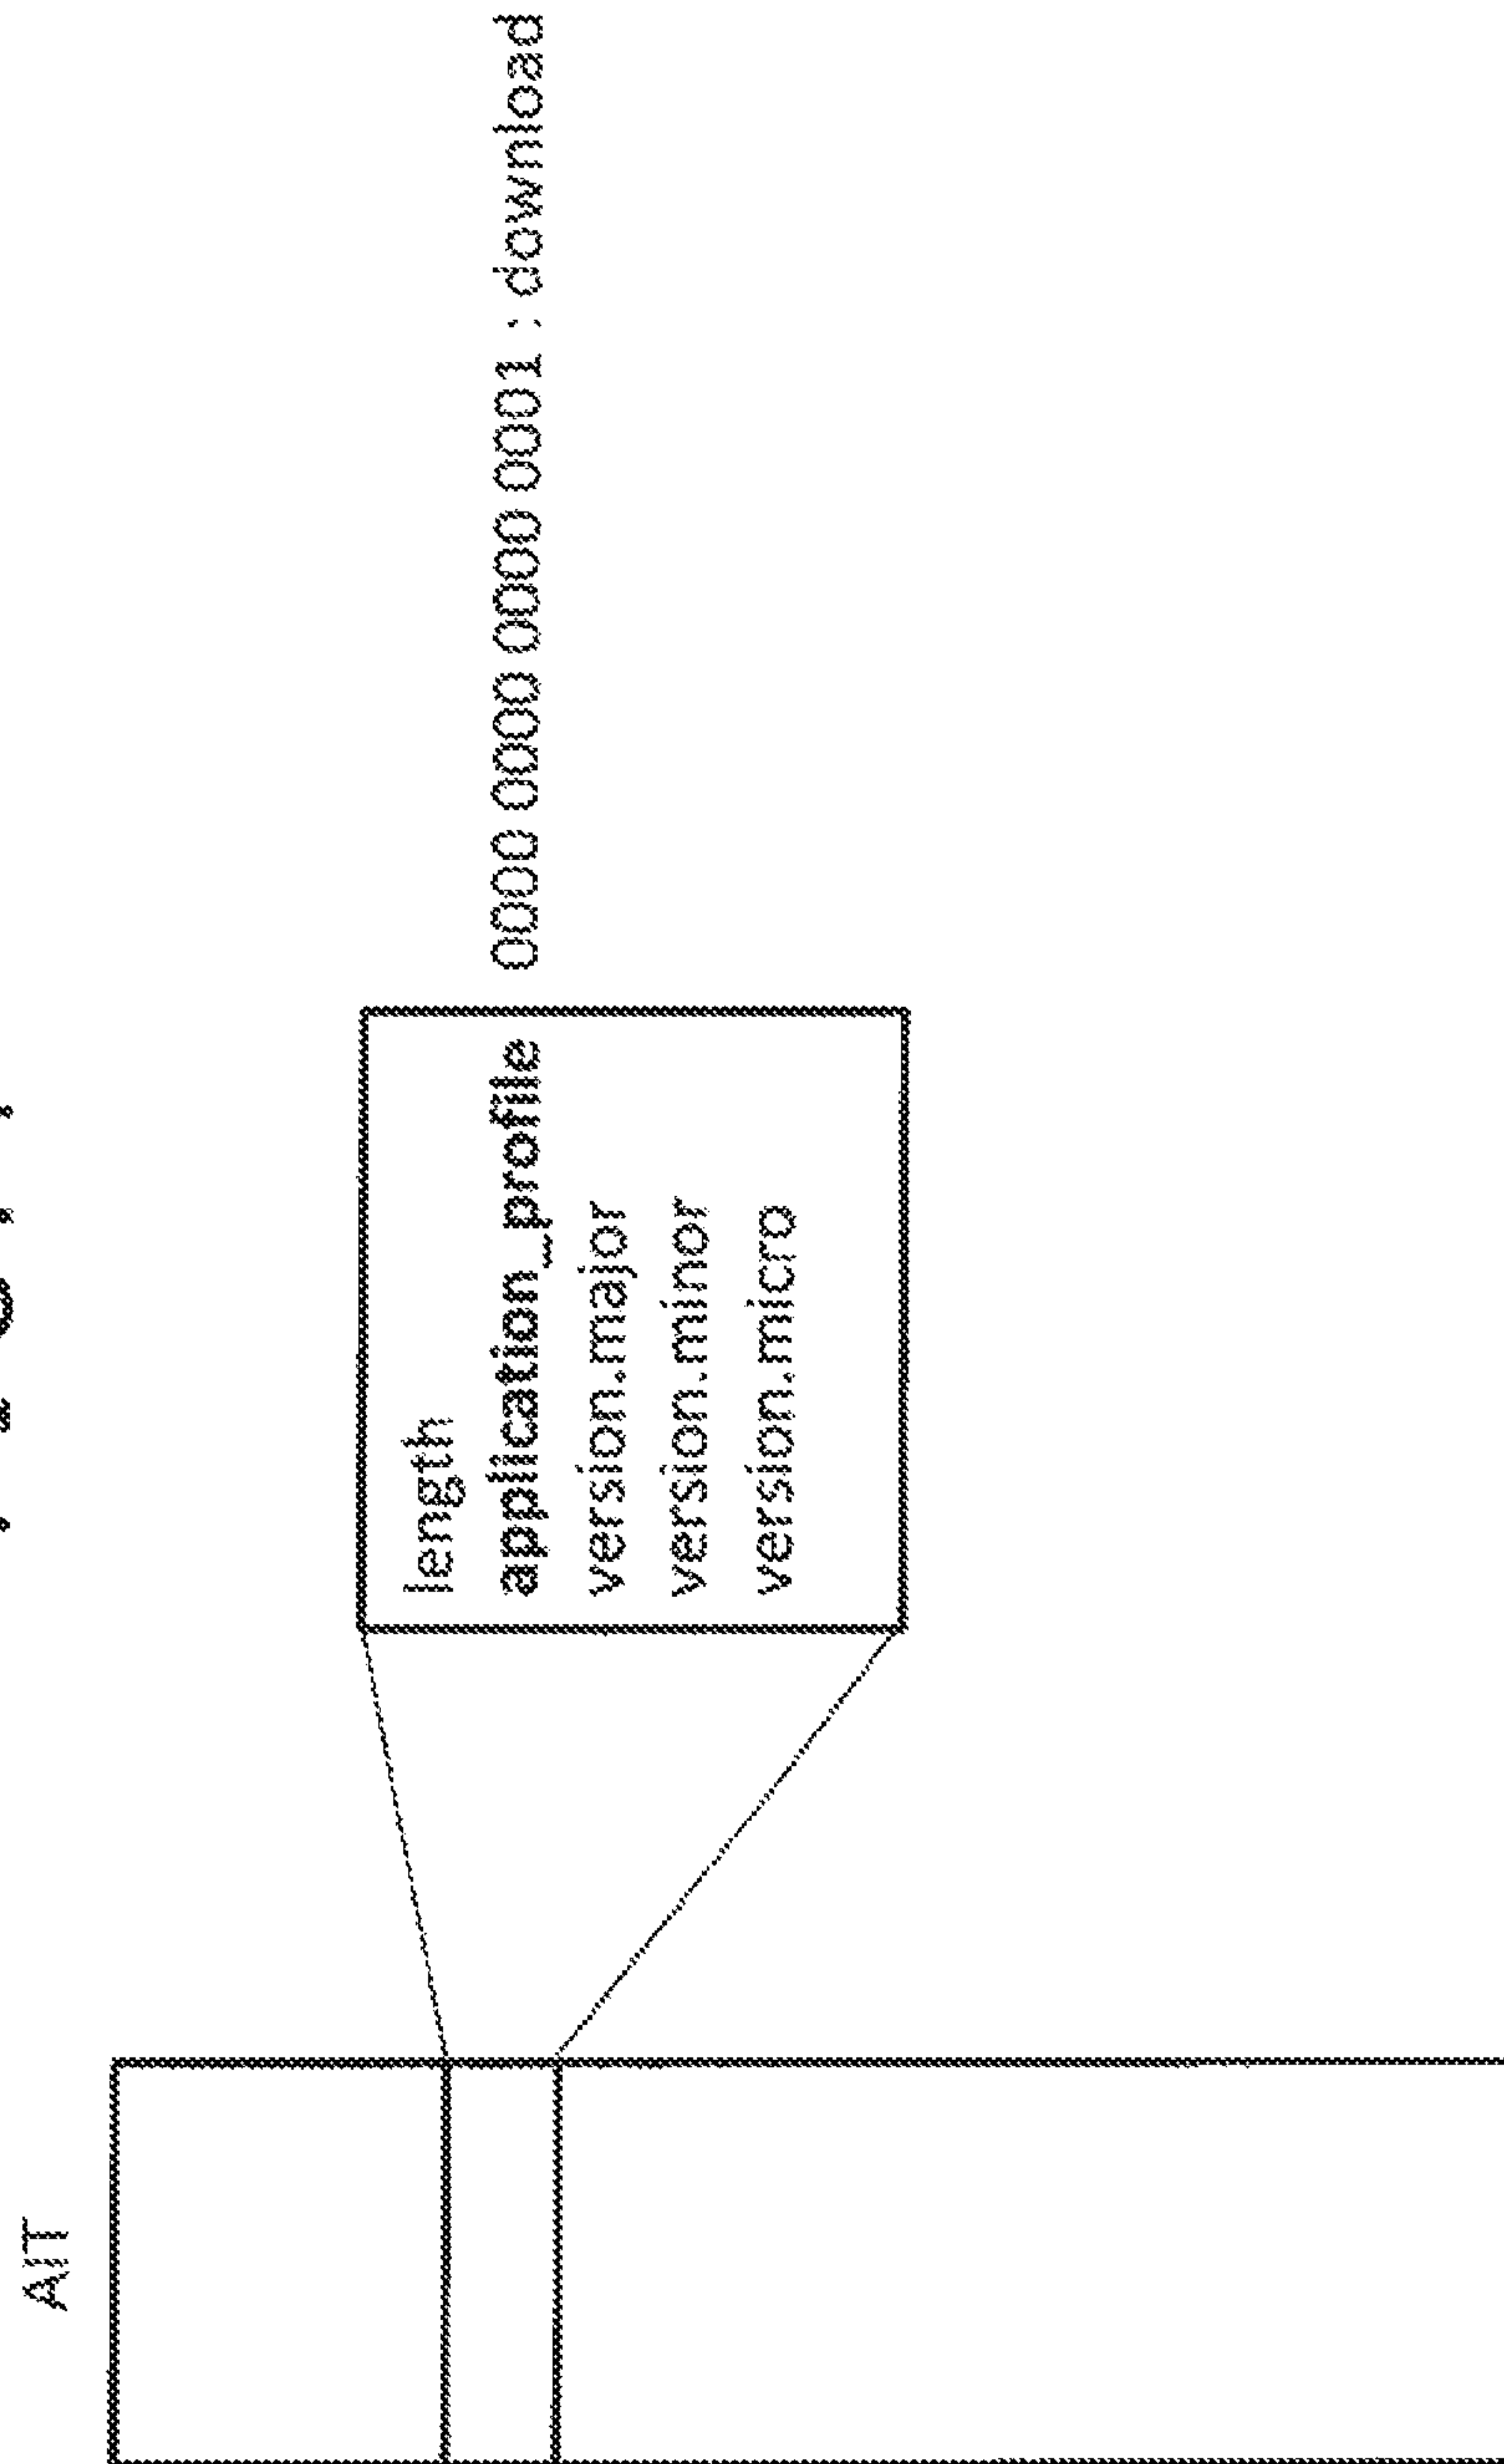 AIT
length
application_profile 0000 0000 0000 0001 : download
version.major
version.minor
version.micro